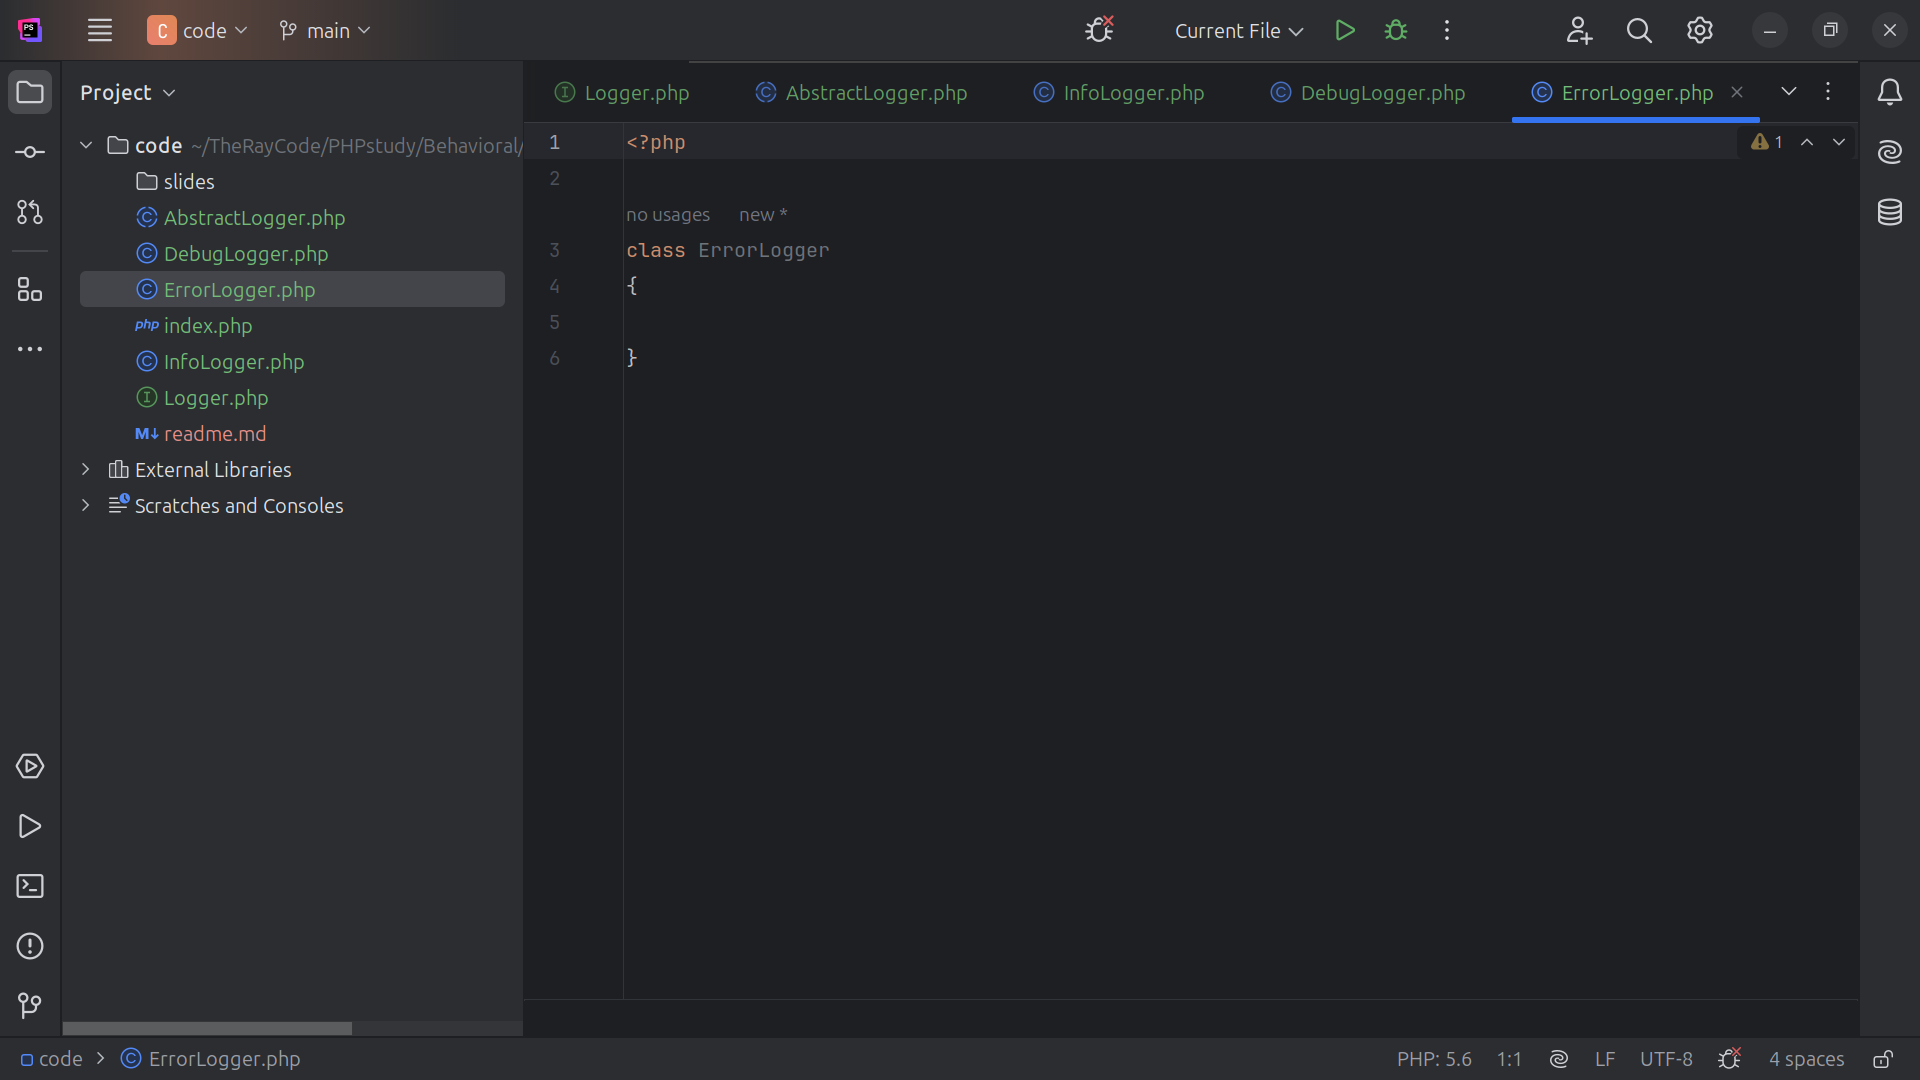 PS
C code main
Current File
Project
code ~/TheRayCode/PHPstudy/Behavioral/
slides
AbstractLogger.php
DebugLogger.php
ErrorLogger.php
php index.php
InfoLogger.php
Logger.php
M↓ readme.md
External Libraries
Scratches and Consoles
Logger.php AbstractLogger.php InfoLogger.php DebugLogger.php ErrorLogger.php
1 <?php
1
2
no usages new *
3 class ErrorLogger
4 {
5
6 }
code > ErrorLogger.php
PHP: 5.6 1:1 LF UTF-8 4 spaces